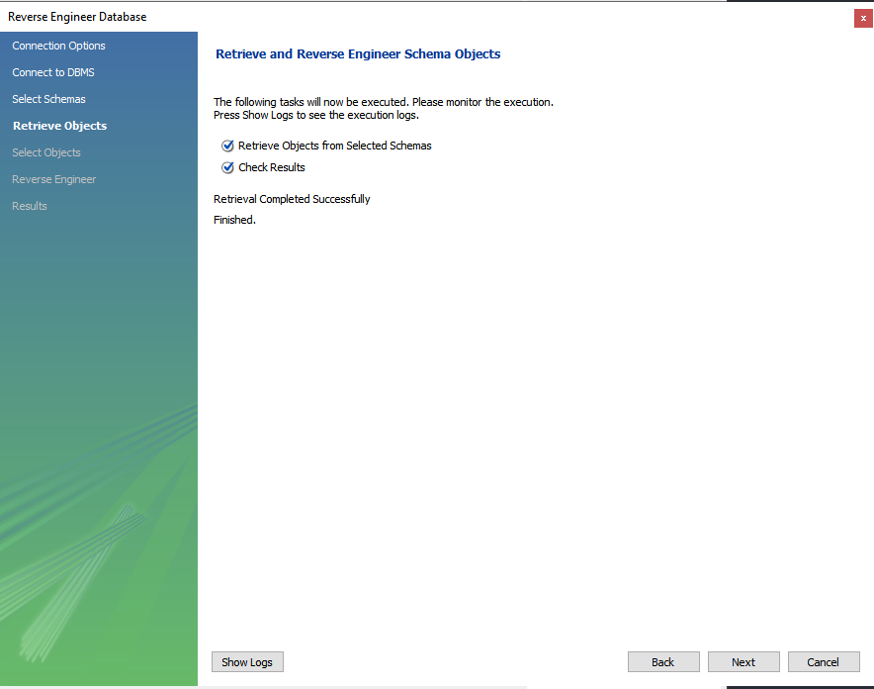 Reverse Engineer Database
x
Connection Options
Connect to DBMS
Select Schemas
Retrieve Objects
Select Objects
Reverse Engineer
Results
Retrieve and Reverse Engineer Schema Objects
The following tasks will now be executed. Please monitor the execution.
Press Show Logs to see the execution logs.
Retrieve Objects from Selected Schemas
Check Results
Retrieval Completed Successfully
Finished.
Show Logs
Back
Next
Cancel